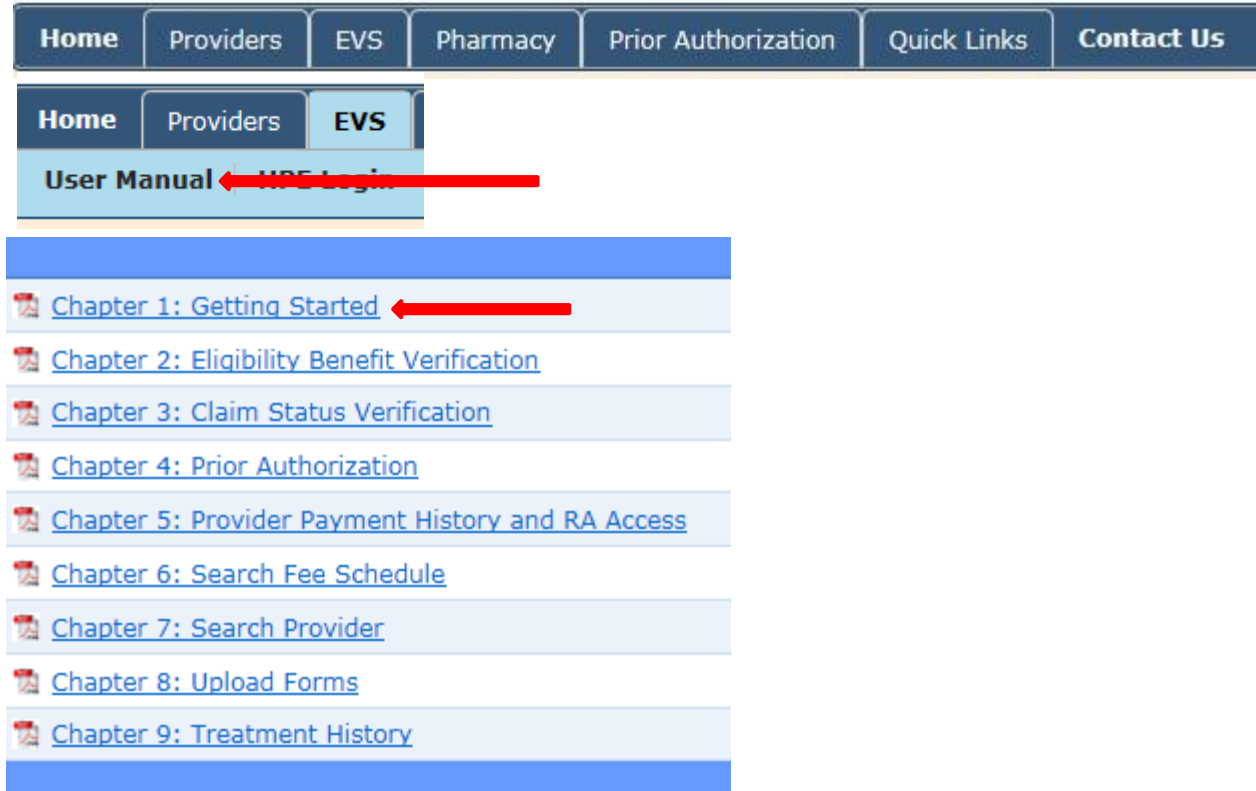 Home Providers EVS Pharmacy Prior Authorization Quick Links Contact Us
Home Providers EVS
User Manual Login
Chapter 1: Getting Started
Chapter 2: Eligibility Benefit Verification
Chapter 3: Claim Status Verification
Chapter 4: Prior Authorization
Chapter 5: Provider Payment History and RA Access
Chapter 6: Search Fee Schedule
Chapter 7: Search Provider
Chapter 8: Upload Forms
Chapter 9: Treatment History